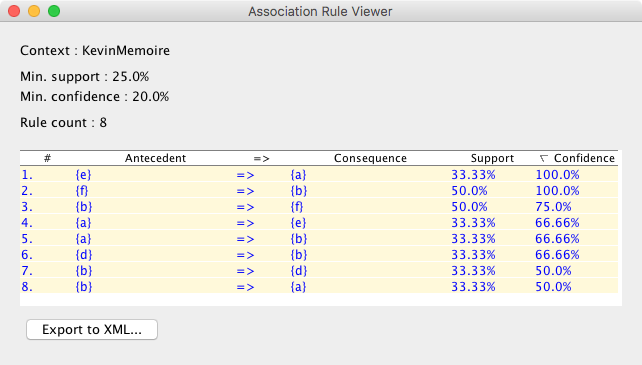 Association Rule Viewer
Context : KevinMemoire
Min. support : 25.0%
Min. confidence : 20.0%
Rule count : 8
# Antecedent => Consequence Support Confidence
1. {e} => {a} 33.33% 100.0%
2. {f} => {b} 50.0% 100.0%
3. {b} => {f} 50.0% 75.0%
4. {a} => {e} 33.33% 66.66%
5. {a} => {b} 33.33% 66.66%
6. {d} => {b} 33.33% 66.66%
7. {b} => {d} 33.33% 50.0%
8. {b} => {a} 33.33% 50.0%
Export to XML...